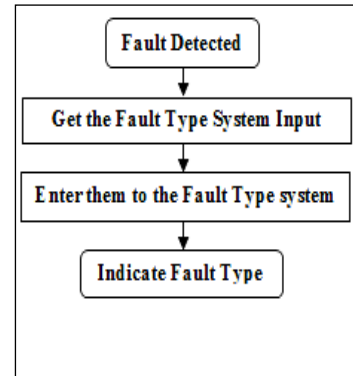 Fault Detected
Get the Fault Type System Input
Enter them to the Fault Type system
Indicate Fault Type